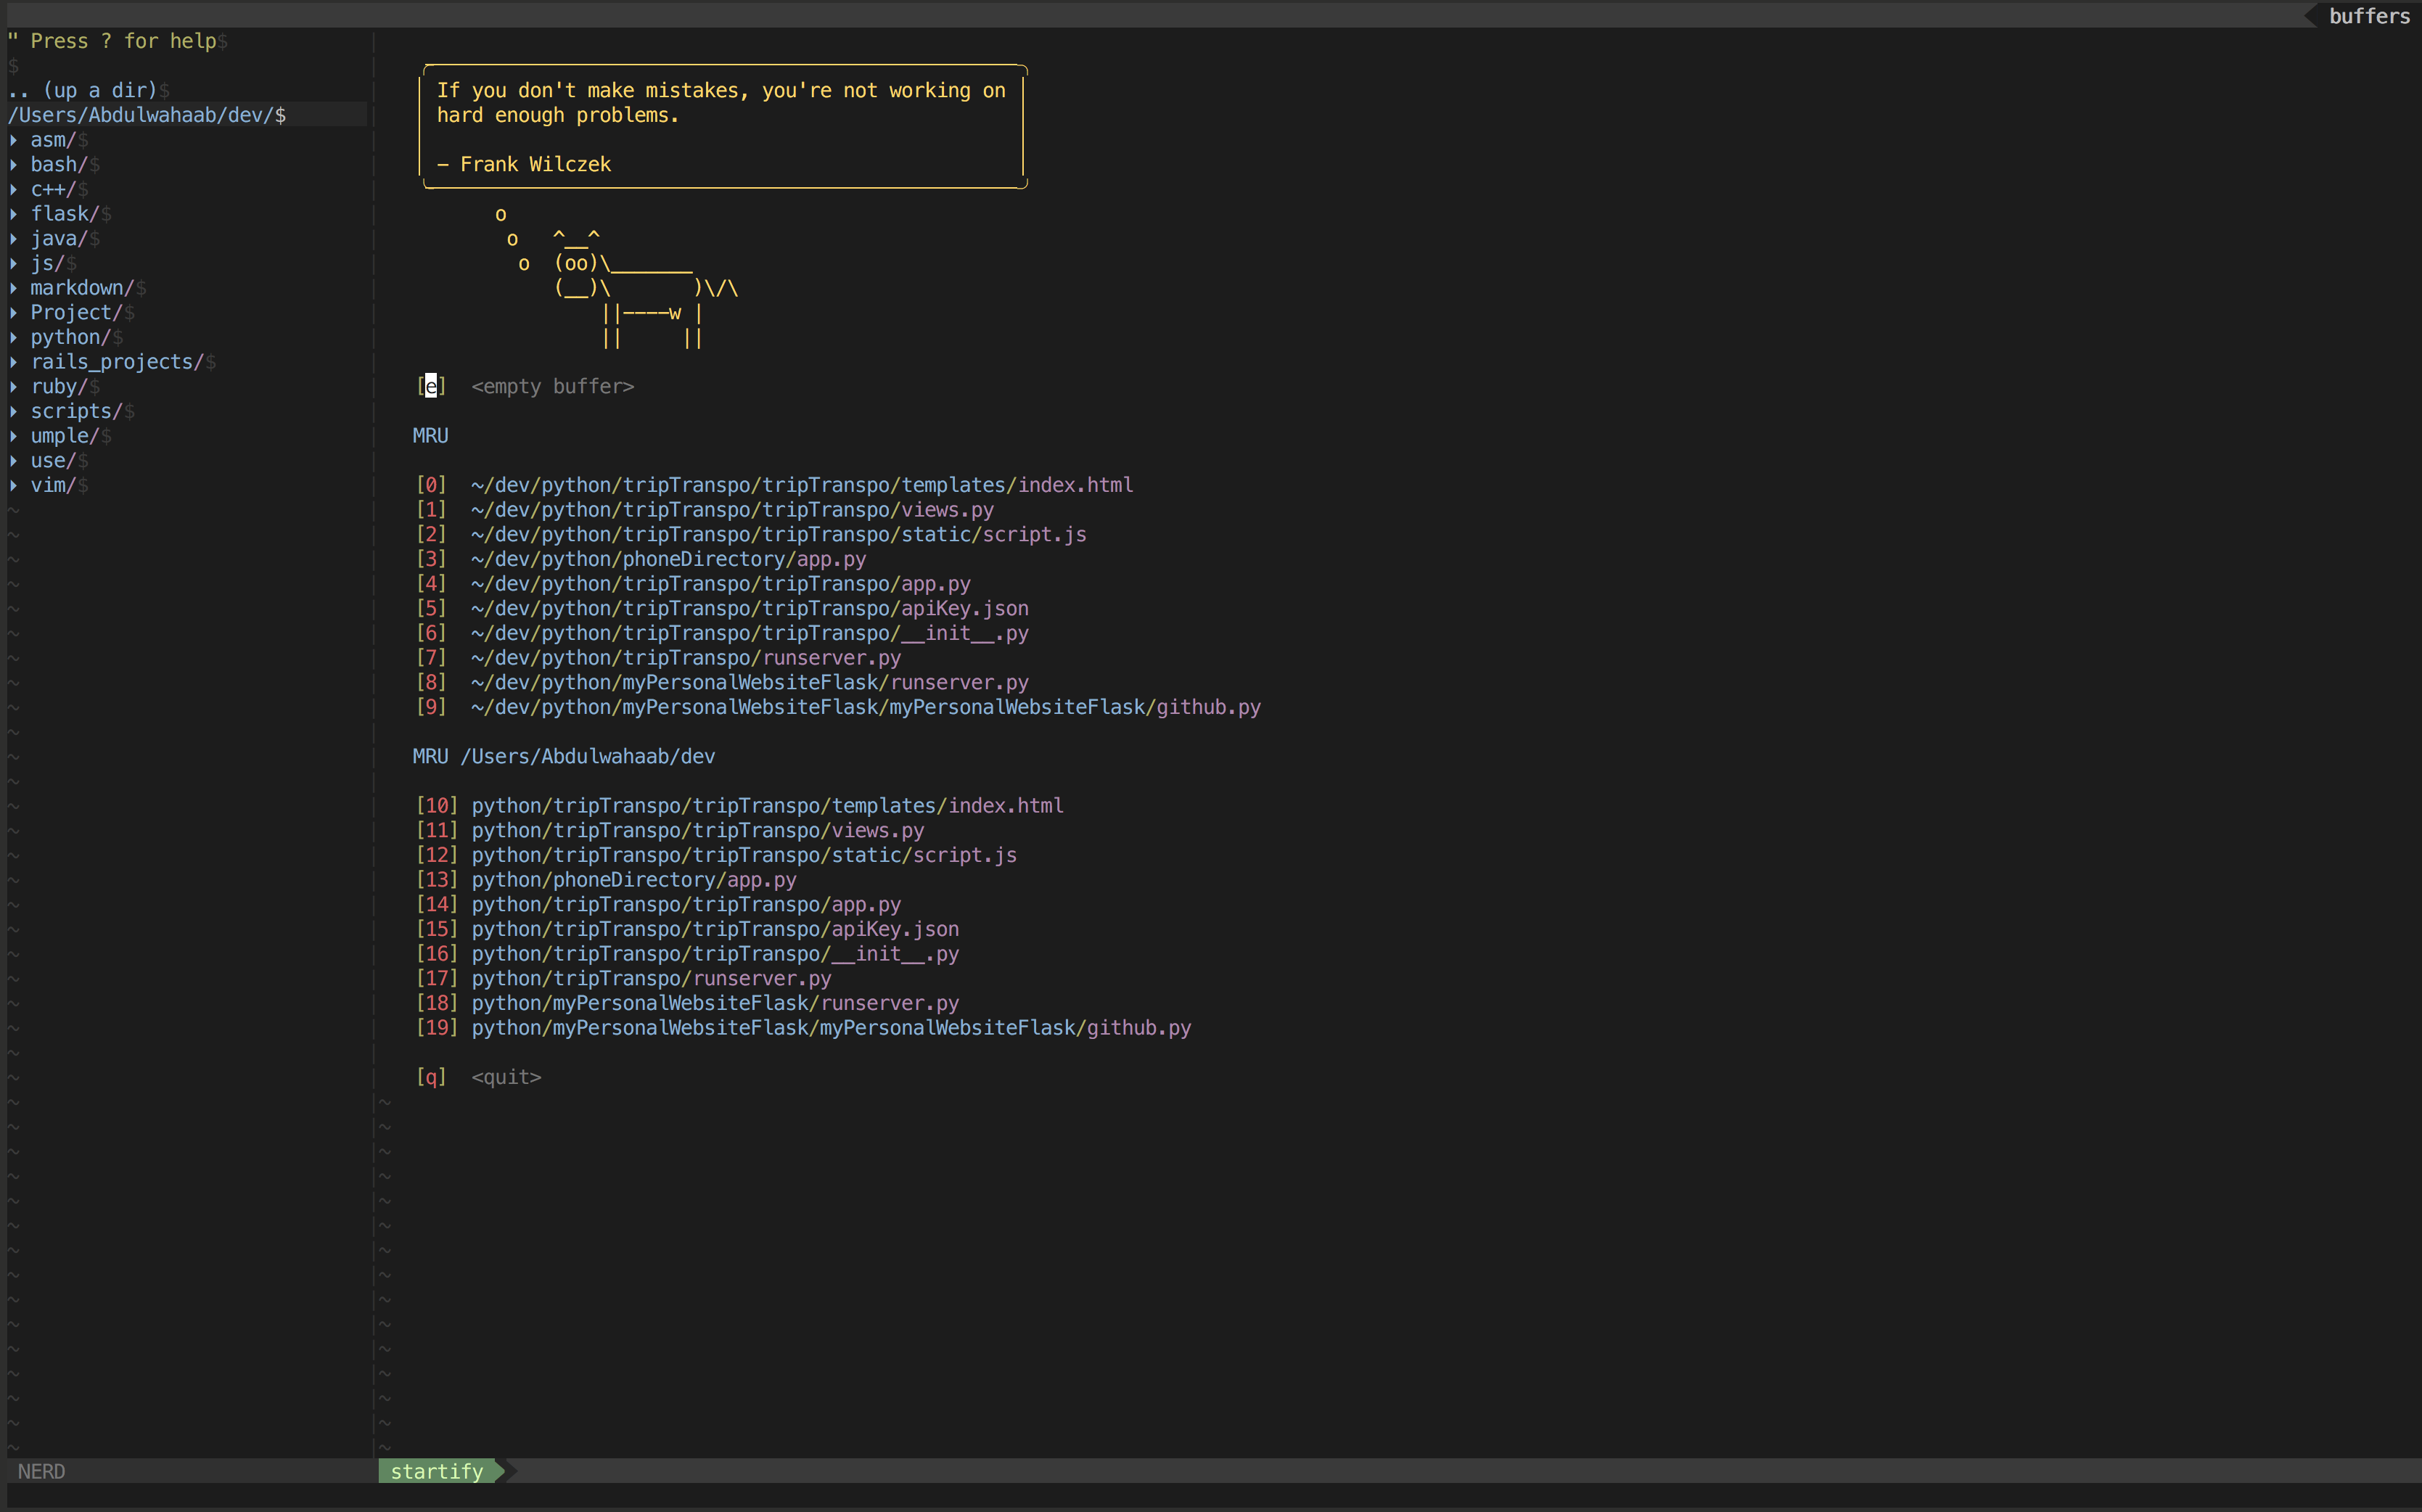 buffers
" Press ? for help$
$
.. (up a dir)$
/Users/Abdulwahaab/dev/$
▸ asm/$
▸ bash/$
▸ c++/$
▸ flask/$
▸ java/$
▸ js/$
▸ markdown/$
▸ Project/$
▸ python/$
▸ rails_projects/$
▸ ruby/$
▸ scripts/$
▸ umple/$
▸ use/$
▸ vim/$
If you don't make mistakes, you're not working on
hard enough problems.
– Frank Wilczek
o
o   ^__^
o  (oo)\_______
(__)\       )\/\
||----w |
||     ||
[e]  <empty buffer>
MRU
[0]  ~/dev/python/tripTranspo/tripTranspo/templates/index.html
[1]  ~/dev/python/tripTranspo/tripTranspo/views.py
[2]  ~/dev/python/tripTranspo/tripTranspo/static/script.js
[3]  ~/dev/python/phoneDirectory/app.py
[4]  ~/dev/python/tripTranspo/tripTranspo/app.py
[5]  ~/dev/python/tripTranspo/tripTranspo/apiKey.json
[6]  ~/dev/python/tripTranspo/tripTranspo/__init__.py
[7]  ~/dev/python/tripTranspo/runserver.py
[8]  ~/dev/python/myPersonalWebsiteFlask/runserver.py
[9]  ~/dev/python/myPersonalWebsiteFlask/myPersonalWebsiteFlask/github.py
MRU /Users/Abdulwahaab/dev
[10] python/tripTranspo/tripTranspo/templates/index.html
[11] python/tripTranspo/tripTranspo/views.py
[12] python/tripTranspo/tripTranspo/static/script.js
[13] python/phoneDirectory/app.py
[14] python/tripTranspo/tripTranspo/app.py
[15] python/tripTranspo/tripTranspo/apiKey.json
[16] python/tripTranspo/tripTranspo/__init__.py
[17] python/tripTranspo/runserver.py
[18] python/myPersonalWebsiteFlask/runserver.py
[19] python/myPersonalWebsiteFlask/myPersonalWebsiteFlask/github.py
[q]  <quit>
NERD
startify